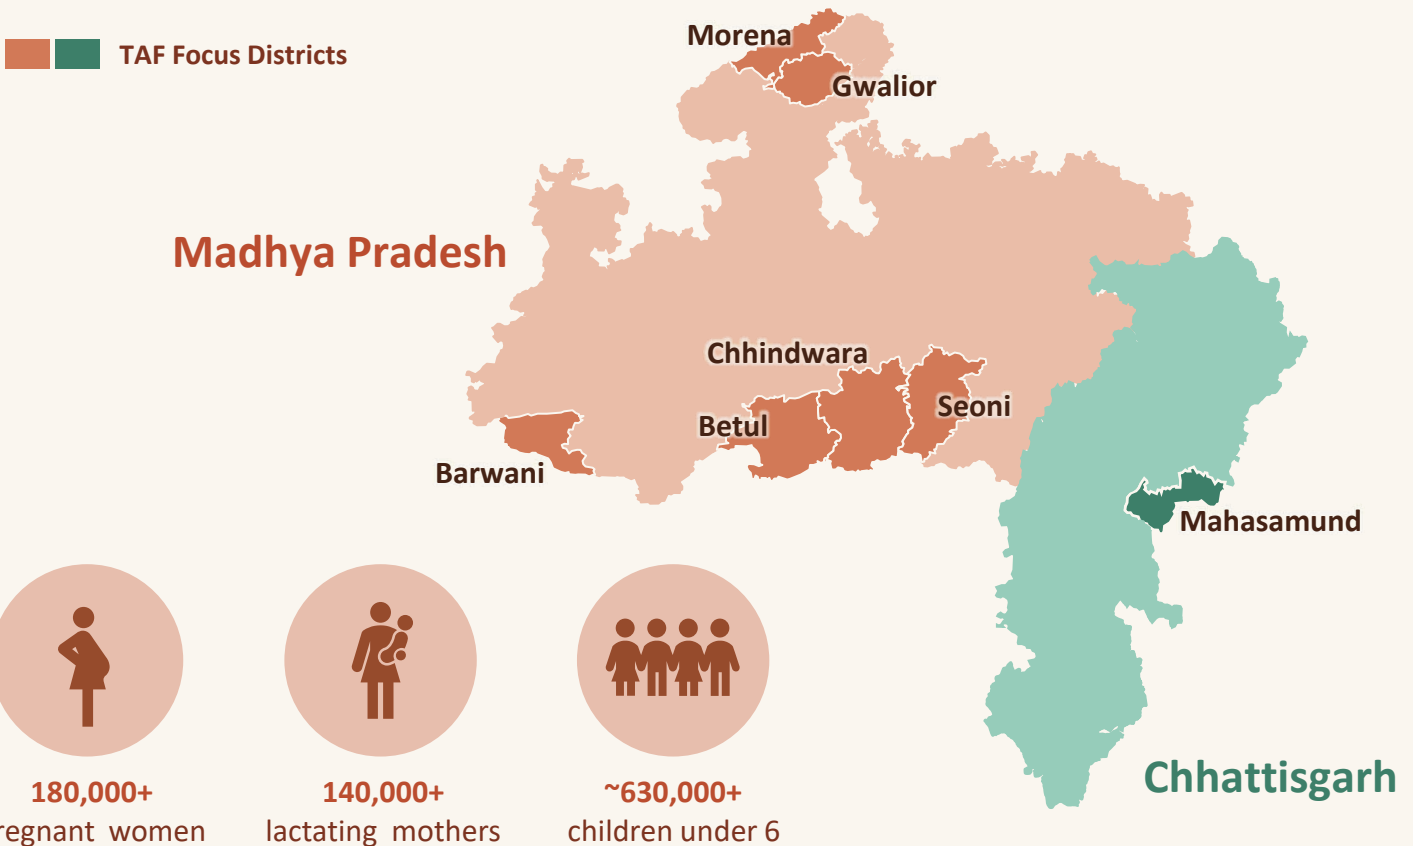 TAF Focus Districts
Morena
Gwalior
Madhya Pradesh
Chhindwara
Seoni
Betul
Barwani
Mahasamund
Chhattisgarh
180,000+
regnant women
140,000+
lactating mothers
~630,000+
children under 6